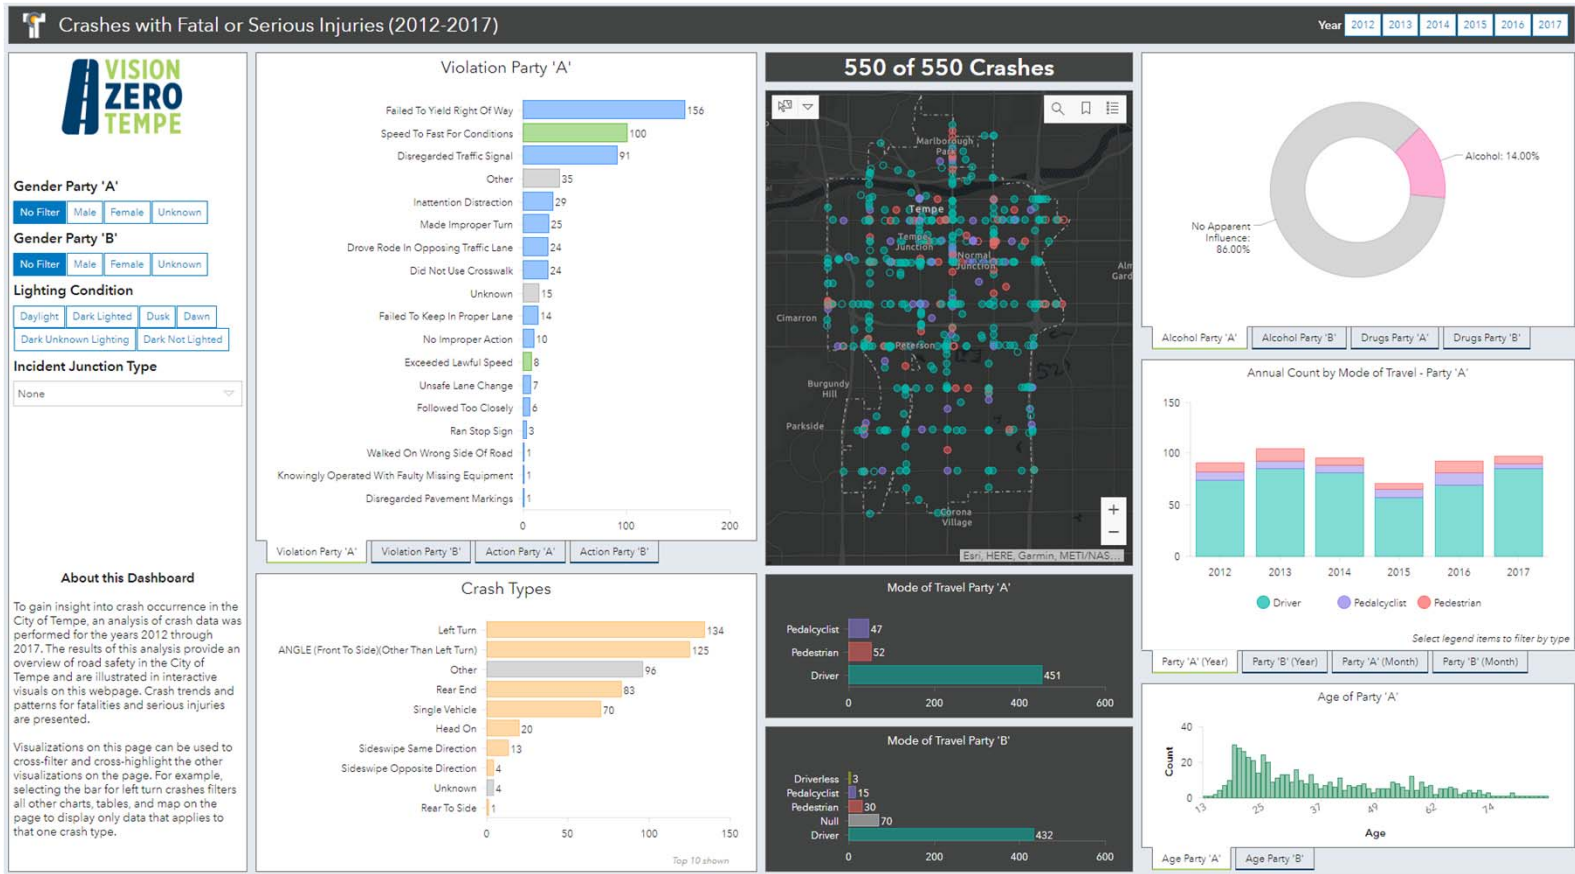 Crashes with Fatal or Serious Injuries (2012-2017)
Year 2012 2013 2014 2015 2016 2017
VISION
ZERO
TEMPE
Gender Party 'A'
No Filter Male Female Unknown
Gender Party 'B'
No Filter Male Female Unknown
Lighting Condition
Daylight Dark Lighted Dusk Dawn
Dark Unknown Lighting Dark Not Lighted
Incident Junction Type
None
About this Dashboard
To gain insight into crash occurrence in the
City of Tempe, an analysis of crash data was
performed for the years 2012 through
2017. The results of this analysis provide an
overview of road safety in the City of
Tempe and are illustrated in interactive
visuals on this webpage. Crash trends and
patterns for fatalities and serious injuries
are presented.
Visualizations on this page can be used to
cross-filter and cross-highlight the other
visualizations on the page. For example,
selecting the bar for left turn crashes filters
all other charts, tables, and map on the
page to display only data that applies to
that one crash type.
Violation Party 'A'
Failed To Yield Right Of Way 156
Speed To Fast For Conditions 100
Disregarded Traffic Signal 91
Other 35
Inattention Distraction 29
Made Improper Turn 25
Drove Rode In Opposing Traffic Lane 24
Did Not Use Crosswalk 24
Unknown 15
Failed To Keep In Proper Lane 14
No Improper Action 10
Exceeded Lawful Speed 8
Unsafe Lane Change 7
Followed Too Closely 6
Ran Stop Sign 3
Walked On Wrong Side Of Road 1
Knowingly Operated With Faulty Missing Equipment 1
Disregarded Pavement Markings 1
0 100 200
Violation Party 'A' Violation Party 'B' Action Party 'A' Action Party 'B'
Crash Types
Left Turn 134
ANGLE (Front To Side)(Other Than Left Turn) 125
Other 96
Rear End 83
Single Vehicle 70
Head On 20
Sideswipe Same Direction 13
Sideswipe Opposite Direction 4
Unknown 4
Rear To Side 1
0 50 100 150
Top 10 shown
550 of 550 Crashes
Marlborough
Park
Tempe
Tempe
Junction
Normal
Junction
Alm
Gard
Cimarron
Peterson
Burgundy
Hill
Parkside
Corona
Village
+
−
Esri, HERE, Garmin, METI/NAS...
Mode of Travel Party 'A'
Pedalcyclist 47
Pedestrian 52
Driver 451
0 200 400 600
Mode of Travel Party 'B'
Driverless 3
Pedalcyclist 15
Pedestrian 30
Null 70
Driver 432
0 200 400 600
Alcohol: 14.00%
No Apparent
Influence:
86.00%
Alcohol Party 'A' Alcohol Party 'B' Drugs Party 'A' Drugs Party 'B'
Annual Count by Mode of Travel - Party 'A'
150
100
50
0
2012 2013 2014 2015 2016 2017
Driver Pedalcyclist Pedestrian
Select legend items to filter by type
Party 'A' (Year) Party 'B' (Year) Party 'A' (Month) Party 'B' (Month)
Age of Party 'A'
Count
40
20
0
13 25 37 49 62 74
Age
Age Party 'A' Age Party 'B'